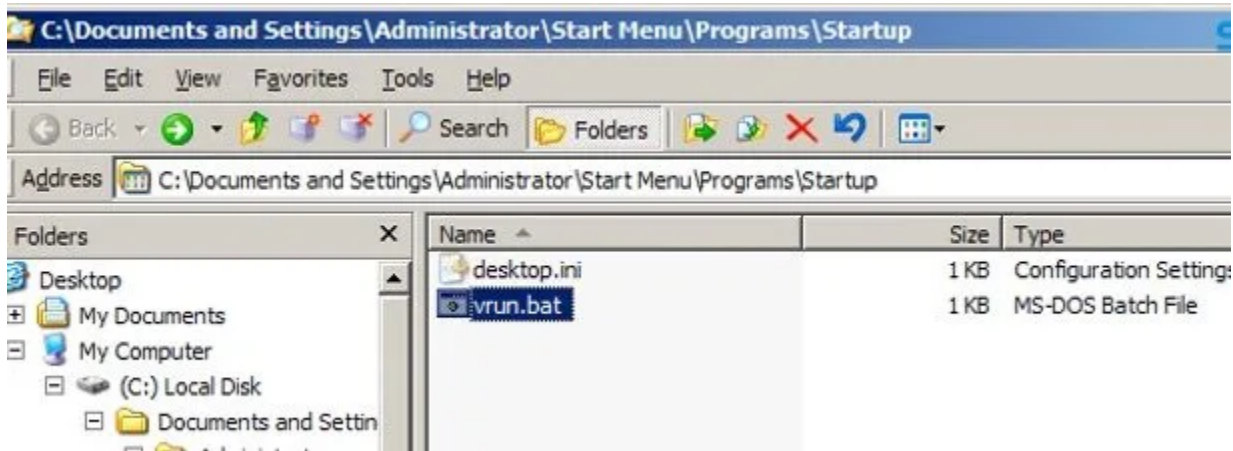 C:\Documents and Settings\Administrator\Start Menu\Programs\Startup
File Edit View Favorites Tools Help
Back Search Folders
Address C:\Documents and Settings\Administrator\Start Menu\Programs\Startup
Folders X Name Size Type
Desktop desktop.ini 1 KB Configuration Settings
My Documents vrun.bat 1 KB MS-DOS Batch File
My Computer
(C:) Local Disk
Documents and Settin